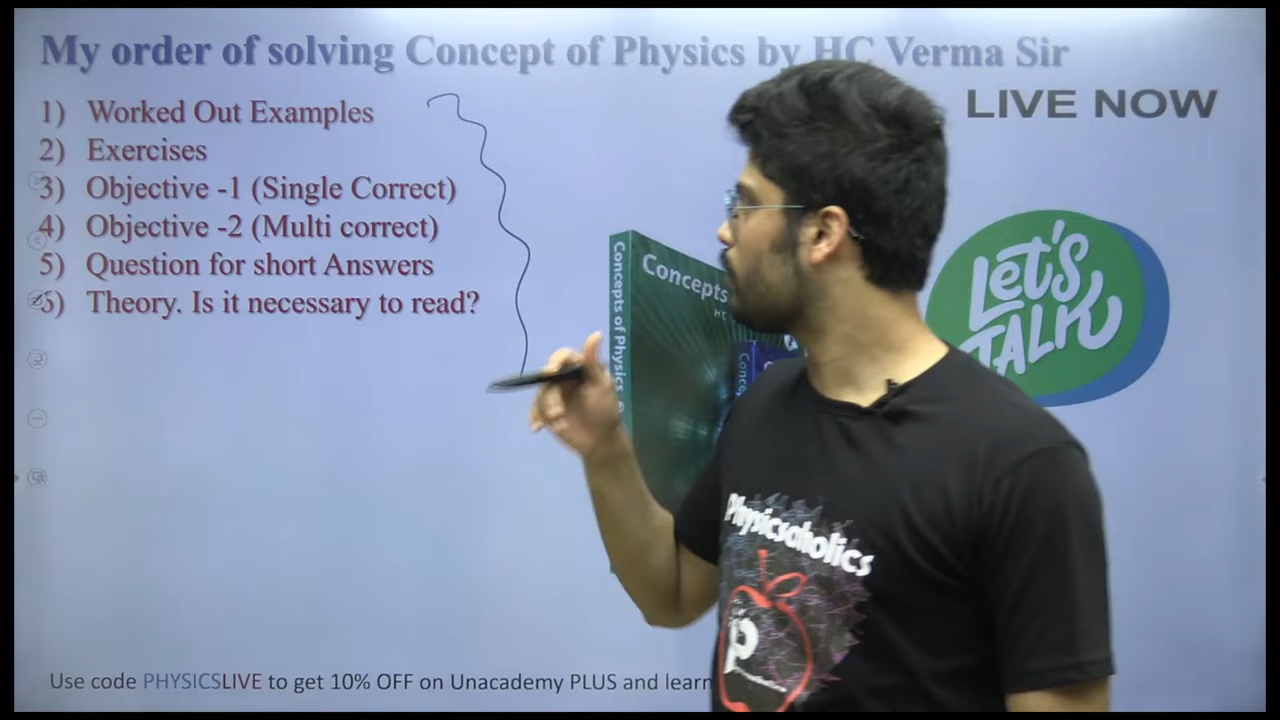 My order of solving Concept of Physics by HC Verma Sir
LIVE NOW
1) Worked Out Examples
2) Exercises
3) Objective -1 (Single Correct)
4) Objective -2 (Multi correct)
5) Question for short Answers
6) Theory. Is it necessary to read?
Concepts of Physics
Concepts
HC
Conce
LET'S
TALK
Physicsaholics
P
Use code PHYSICSLIVE to get 10% OFF on Unacademy PLUS and learn